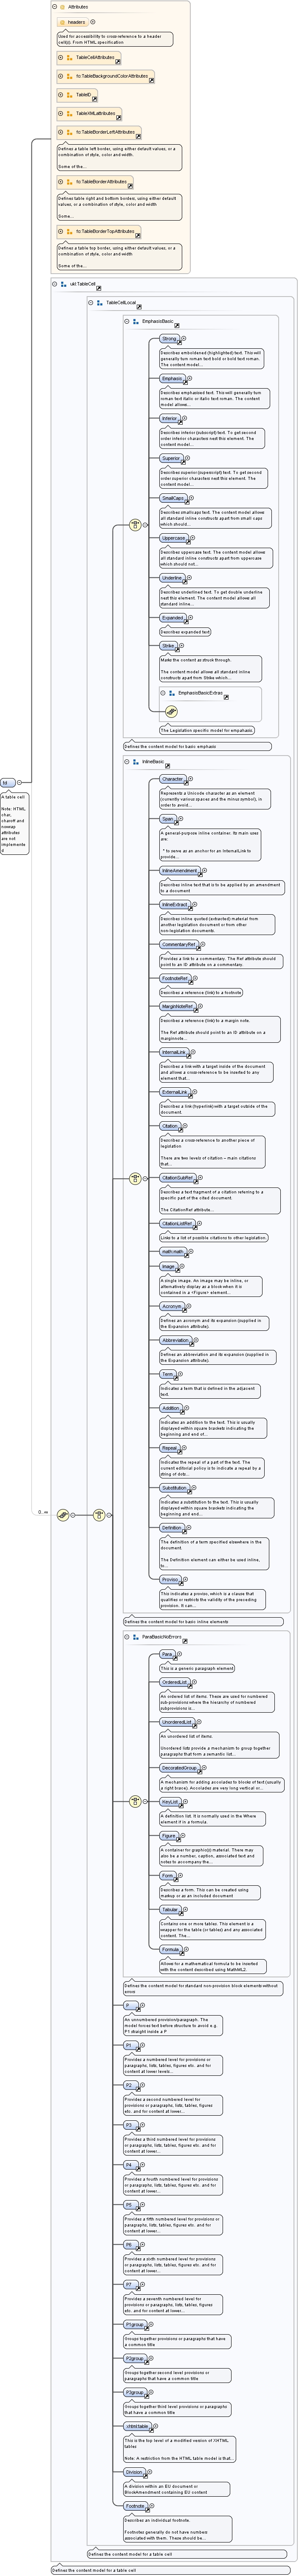 Attributes
headers
Used for accessibility to cross-reference to a header
cell(s). From HTML specification
TableCellAttributes
fo:TableBackgroundColorAttributes
TableID
TableXMLattributes
fo:TableBorderLeftAttributes
Defines a table left border, using either default values, or a
combination of style, color and width.
Some of the...
fo:TableBorderAttributes
Defines table right and bottom borders, using either default
values, or a combination of style, color and width.
Some...
fo:TableBorderTopAttributes
Defines a table top border, using either default values, or a
combination of style, color and width
Some of the...
ukl:TableCell
TableCellLocal
EmphasisBasic
Strong
Describes emboldened (highlighted) text. This will
generally turn roman text bold or bold text roman.
The content model...
Emphasis
Describes emphasised text. This will generally turn
roman text italic or italic text roman. The content
model allows...
Inferior
Describes inferior (subscript) text. To get second
order inferior characters nest this element. The
content model...
Superior
Describes superior (superscript) text. To get second
order superior characters nest this element. The
content model...
SmallCaps
Describes smallcaps text. The content model allows
all standard inline constructs apart from small caps
which should...
Uppercase
Describes uppercase text. The content model allows
all standard inline constructs apart from uppercase
which should not...
Underline
Describes underlined text. To get double underline
nest this element. The content model allows all
standard inline...
Expanded
Describes expanded text
Strike
Marks the content as struck through.
The content model allows all standard inline
constructs apart from Strike which...
EmphasisBasicExtras
The Legislation specific model for empahasis.
Defines the content model for basic emphasis
InlineBasic
Character
Represents a Unicode character as an element
(currently various spaces and the minus symbol), in
order to avoid any...
Span
A general purpose inline container. Its main uses
are:
* to serve as an anchor for an InternalLink to
provide...
InlineAmendment
Describes inline text that is to be applied by an amendment
to a document
InlineExtract
Describes inline quoted (extracted) material from
another legislation document or from other
non-legislation documents.
CommentaryRef
Provides a link to a commentary. The Ref attribute should
point to an ID attribute on a commentary.
FootnoteRef
Describes a reference (link) to a footnote
MarginNoteRef
Describes a reference (link) to a margin note.
The Ref attribute should point to an ID attribute on a
marginnote...
InternalLink
Describes a link with a target inside of the document
and allows a cross-reference to be inserted to any
element that...
ExternalLink
Describes a link (hyperlink) with a target outside of the
document.
Citation
Describes a cross-reference to another piece of
legislation
There are two levels of citation – main citations
that...
CitationSubRef
Describes a text fragment of a citation referring to a
specific part of the cited document.
The CitationRef attribute...
CitationListRef
Links to a list of possible citations to other legislation.
math:math
Image
A single image. An image may be inline, or
alternatively display as a block when it is
contained in a <Figure> element...
Acronym
Defines an acronym and its expansion (supplied in
the Expansion attribute).
Abbreviation
Defines an abbreviation and its expansion (supplied in
the Expansion attribute).
Term
Indicates a term that is defined in the adjacent
text.
Addition
Indicates an addition to the text. This is usually
displayed within square brackets indicating the
beginning and end of...
Repeal
Indicates the repeal of a part of the text. The
current editorial policy is to indicate a repeal by a
string of dots...
Substitution
Indicates a substitution to the text. This is usually
displayed within square brackets indicating the
beginning and end...
Definition
The definition of a term specified elsewhere in the
document.
The Definition element can either be used inline,
to...
Proviso
This indicates a proviso, which is a clause that
qualifies or restricts the validity of the preceding
provision. It can...
Defines the content model for basic inline elements
td
A table cell
Note: HTML
char,
charoff and
nowrap
attributes
are not
implemented
0..∞
ParaBasicNoErrors
Para
This is a generic paragraph element
OrderedList
An ordered list of items. These are used for numbered
sub provisions where the hierarchy of numbered
subprovisions is...
UnorderedList
An unordered list of items.
Unordered lists provide a mechanism to group together
paragraphs that form a semantic list...
DecoratedGroup
A mechanism for adding accolades to blocks of text (usually
a right brace). Accolades are very long vertical or...
KeyList
A definition list. It is normally used in the Where
element if in a formula.
Figure
A container for graphic(s) material. There may
also be a number, caption, associated text and
notes to accompany the...
Form
Describes a form. This can be created using
markup or as an included document
Tabular
Contains one or more tables. This element is a
wrapper for the table (or tables) and any associated
content. The...
Formula
Allows for a mathematical formula to be inserted
with the content described using MathML2.
Defines the content model for standard non-provision block elements without
errors
P
An unnumbered provision/paragraph. The
model forces text before structure to avoid e.g.
P1 straight inside a P
P1
Provides a numbered level for provisions or
paragraphs, lists, tables, figures etc. and for
content at lower levels...
P2
Provides a second numbered level for
provisions or paragraphs, lists, tables, figures
etc. and for content at lower...
P3
Provides a third numbered level for provisions
or paragraphs, lists, tables, figures etc. and for
content at lower...
P4
Provides a fourth numbered level for provisions
or paragraphs, lists, tables, figures etc. and for
content at lower...
P5
Provides a fifth numbered level for provisions or
paragraphs, lists, tables, figures etc. and for
content at lower...
P6
Provides a sixth numbered level for provisions
or paragraphs, lists, tables, figures etc. and for
content at lower...
P7
Provides a seventh numbered level for
provisions or paragraphs, lists, tables, figures
etc. and for content at lower...
P1group
Groups together provisions or paragraphs that have
a common title
P2group
Groups together second level provisions or
paragraphs that have a common title
P3group
Groups together third level provisions or paragraphs
that have a common title
xhtml:table
This is the top level of a modified version of XHTML
tables
Note: A restriction from the HTML table model is that...
Division
A division within an EU document or
BlockAmendment containing EU content
Footnote
Describes an individual footnote.
Footnotes generally do not have numbers
associated with them. These should be...
Defines the content model for a table cell
Defines the content model for a table cell